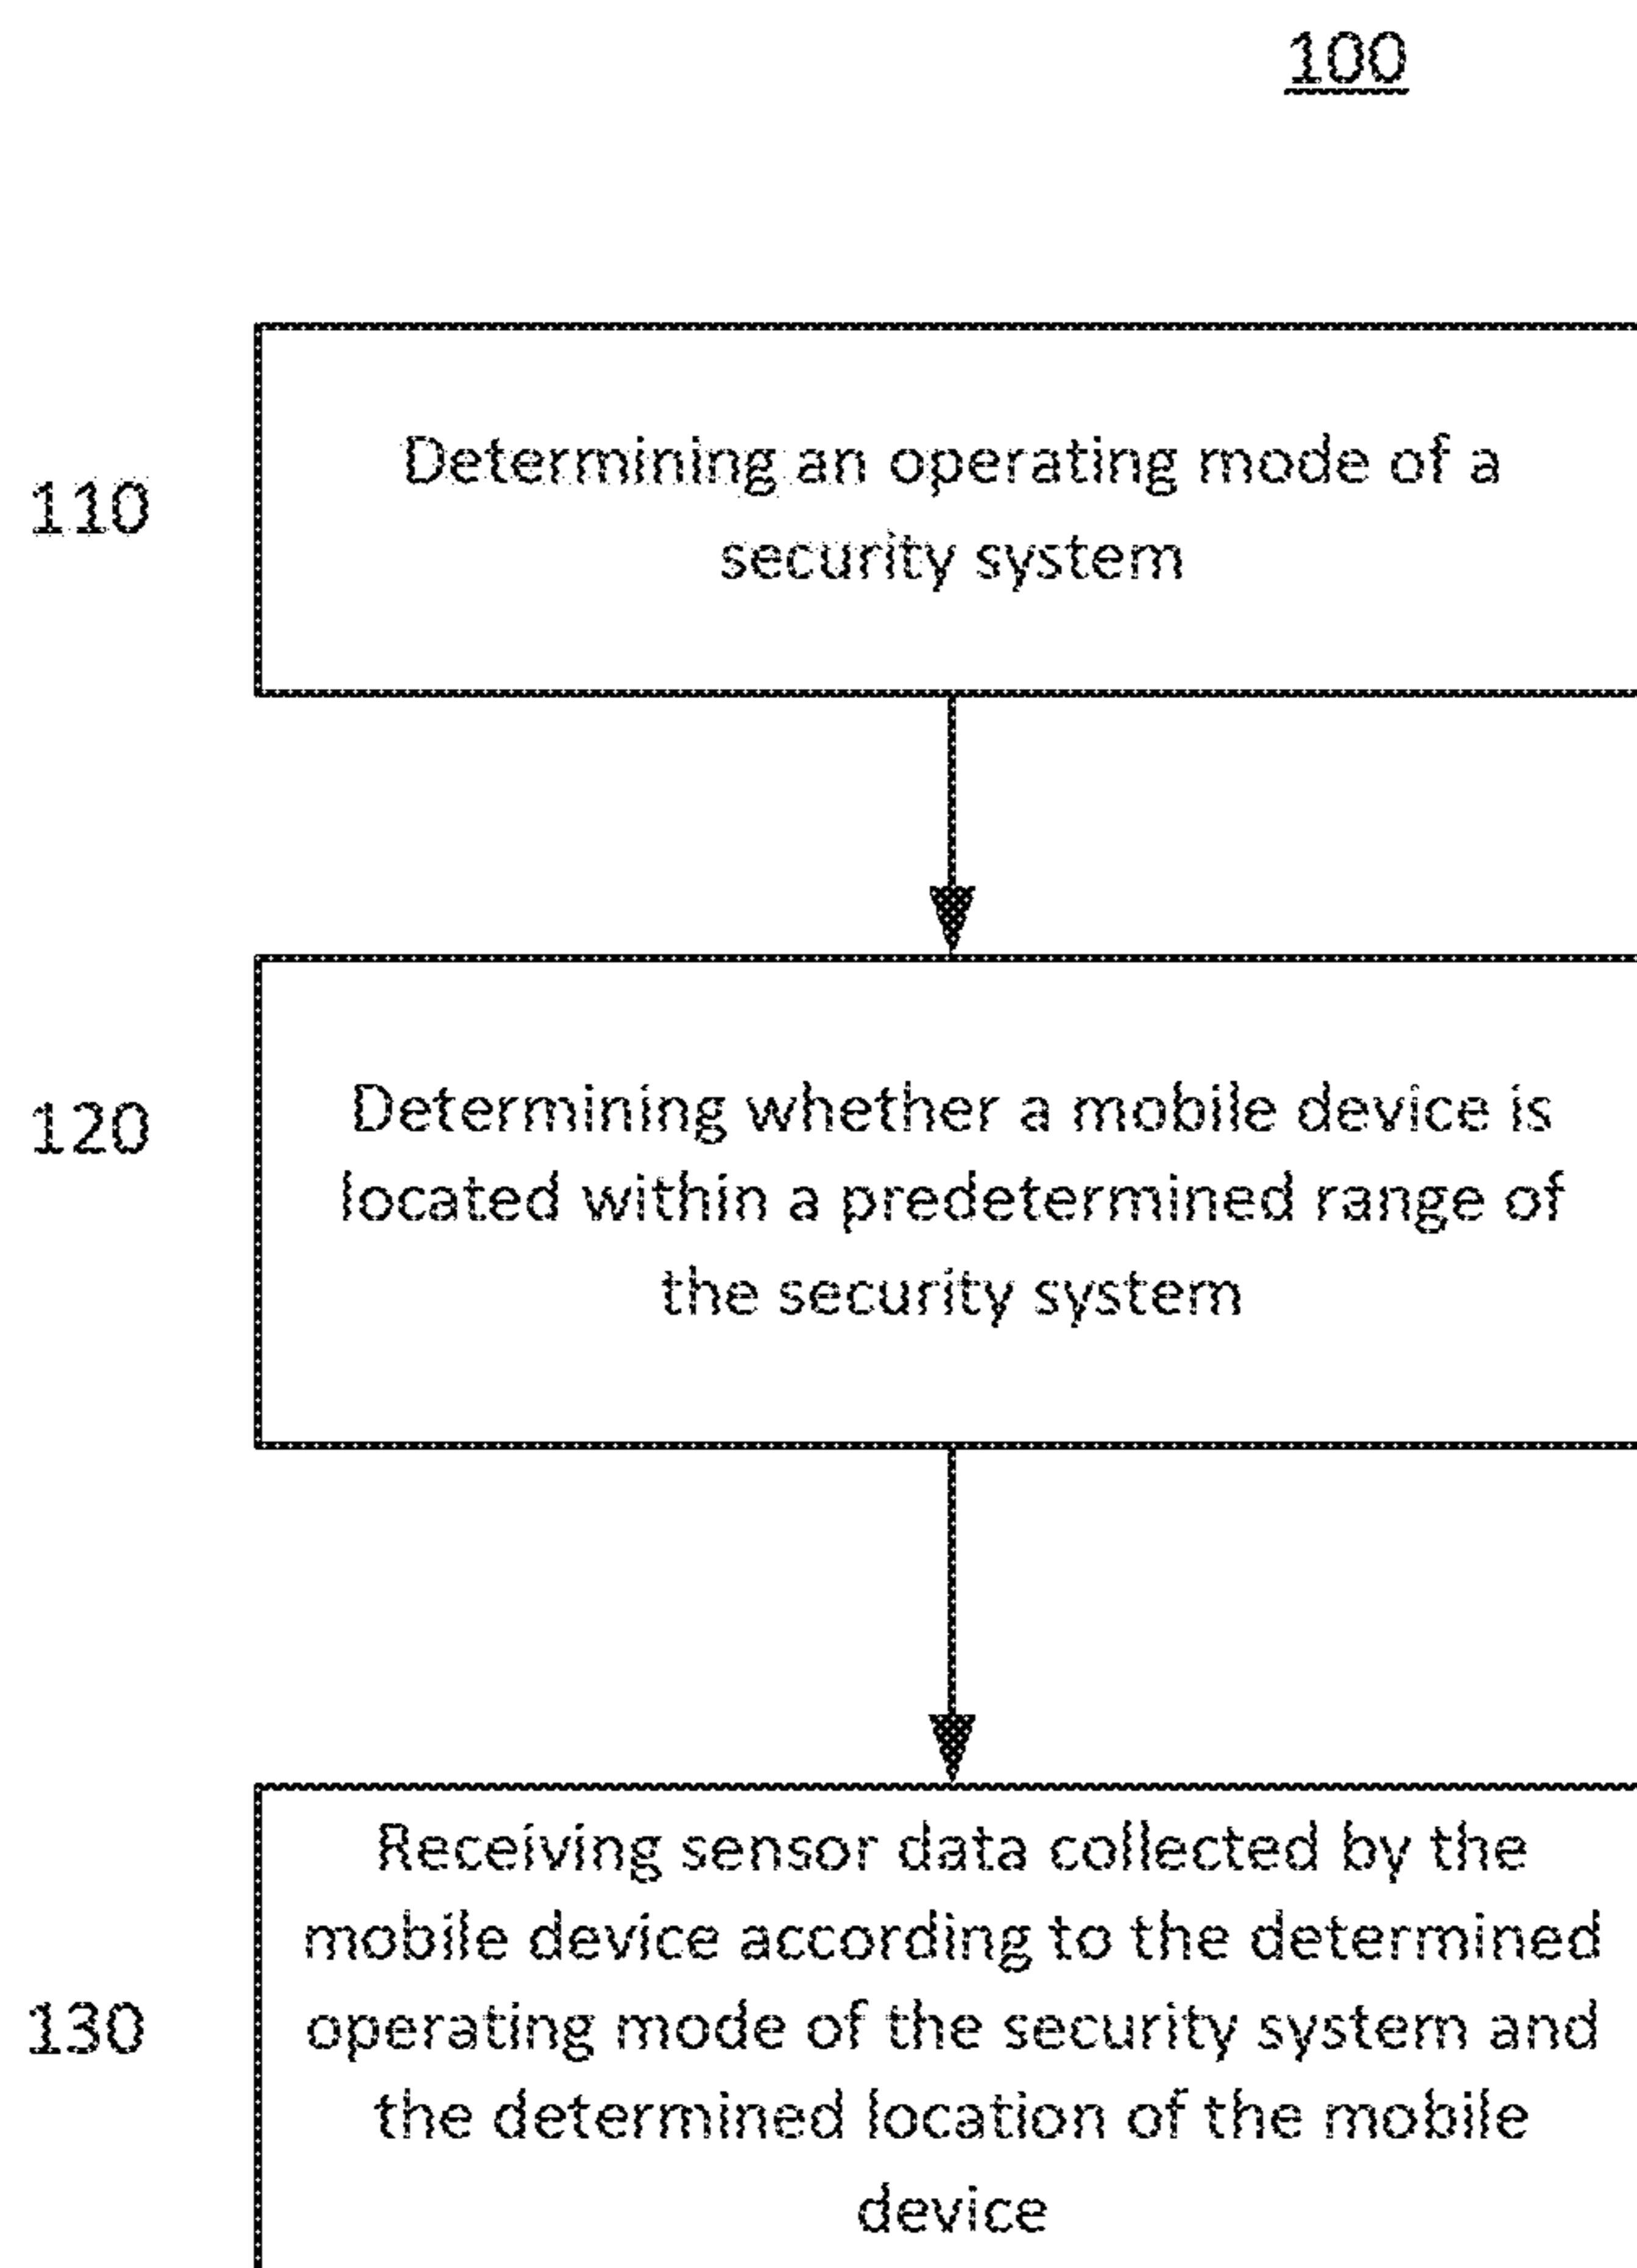 100
110
Determining an operating mode of a
security system
120
Determining whether a mobile device is
located within a predetermined range of
the security system
130
Receiving sensor data collected by the
mobile device according to the determined
operating mode of the security system and
the determined location of the mobile
device